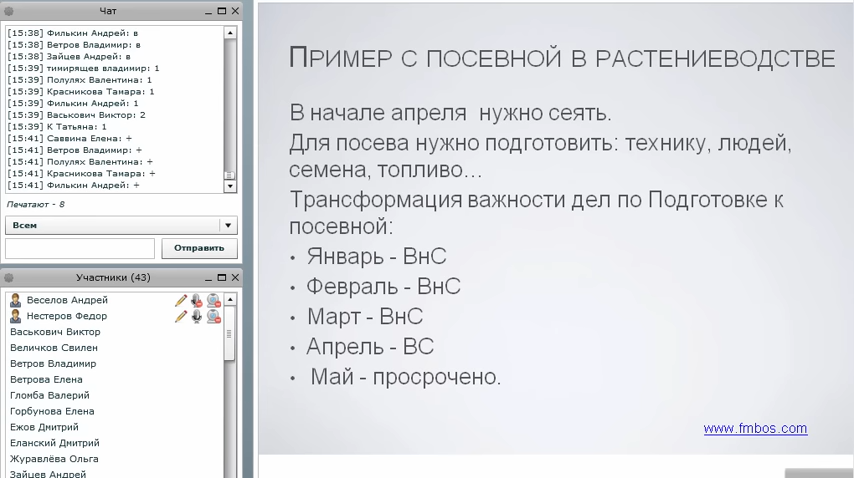 Чат
[15:38] Филькин Андрей: в
[15:38] Ветров Владимир: в
[15:38] Зайцев Андрей: в
[15:39] тимирящев владимир: 1
[15:39] Полулях Валентина: 1
[15:39] Красникова Тамара: 1
[15:39] Филькин Андрей: 1
[15:39] Васькович Виктор: 2
[15:39] К Татьяна: 1
[15:41] Саввина Елена: +
[15:41] Ветров Владимир: +
[15:41] Полулях Валентина: +
[15:41] Красникова Тамара: +
[15:41] Филькин Андрей: +
Печатают - 8
Всем
Отправить
Участники (43)
Веселов Андрей
Нестеров Федор
Васькович Виктор
Величков Свилен
Ветров Владимир
Ветрова Елена
Гломба Валерий
Горбунова Елена
Ежов Дмитрий
Еланский Дмитрий
Журавлёва Ольга
Зайцев Андрей
ПРИМЕР С ПОСЕВНОЙ В РАСТЕНИЕВОДСТВЕ
В начале апреля нужно сеять.
Для посева нужно подготовить: технику, людей,
семена, топливо...
Трансформация важности дел по Подготовке к
посевной:
• Январь - ВнС
• Февраль - ВнС
• Март - ВнС
• Апрель - ВС
• Май - просрочено.
www.fmbos.com